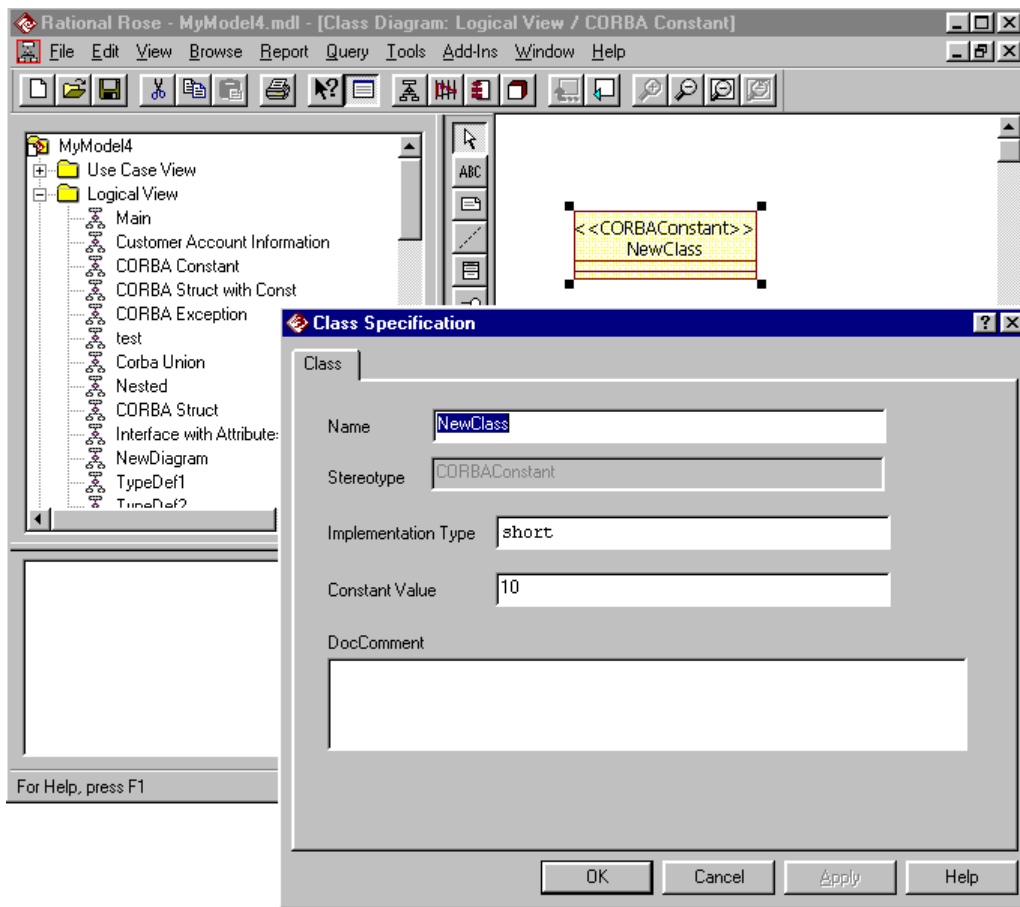 Rational Rose - MyModel4.mdl - [Class Diagram: Logical View / CORBA Constant]
File Edit View Browse Report Query Tools Add-Ins Window Help
MyModel4
Use Case View
Logical View
Main
Customer Account Information
CORBA Constant
CORBA Struct with Const
CORBA Exception
test
Corba Union
Nested
CORBA Struct
Interface with Attribute
NewDiagram
TypeDef1
TypeDef2
ABC
<<CORBAConstant>>
NewClass
For Help, press F1
Class Specification
Class
Name NewClass
Stereotype CORBAConstant
Implementation Type short
Constant Value 10
DocComment
OK Cancel Apply Help